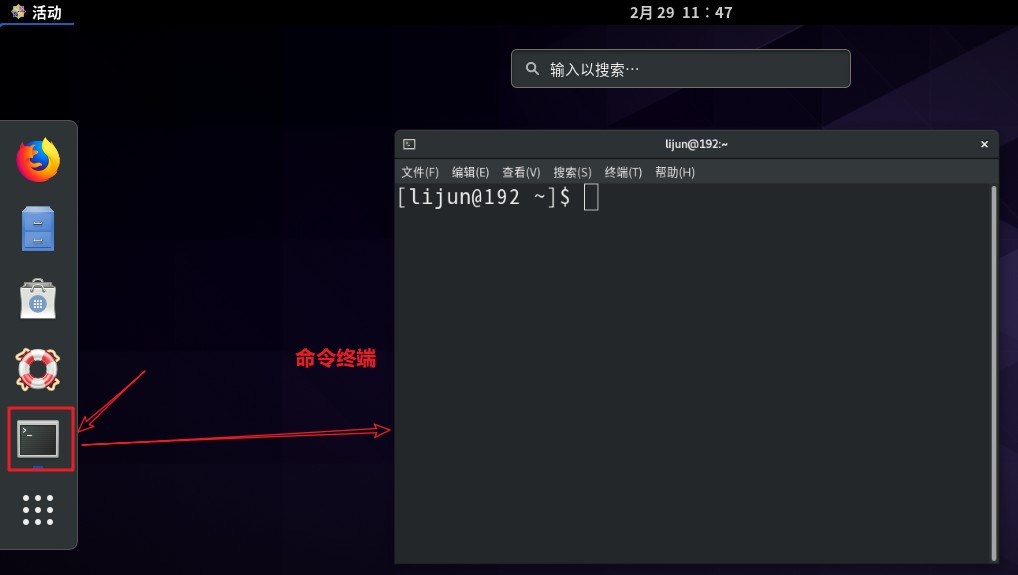 活动
2月 29 11：47
输入以搜索…
lijun@192:~
×
文件(F) 编辑(E) 查看(V) 搜索(S) 终端(T) 帮助(H)
[lijun@192 ~]$
命令终端
>_